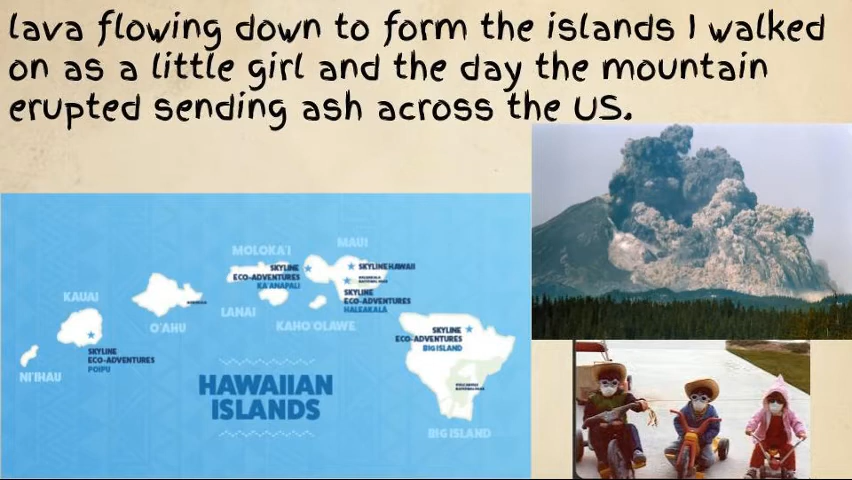 lava flowing down to form the islands I walked
on as a little girl and the day the mountain
erupted sending ash across the US.
MOLOKA'I
MAUI
SKYLINE
ECO-ADVENTURES
KA'ANAPALI
SKYLINE HAWAII
SKYLINE
ECO-ADVENTURES
HALEAKALA
KAUAI
O'AHU
LANAI
KAHO'OLAWE
SKYLINE
ECO-ADVENTURES
POIPU
NI'IHAU
SKYLINE
ECO-ADVENTURES
BIG ISLAND
HAWAIIAN
ISLANDS
BIG ISLAND